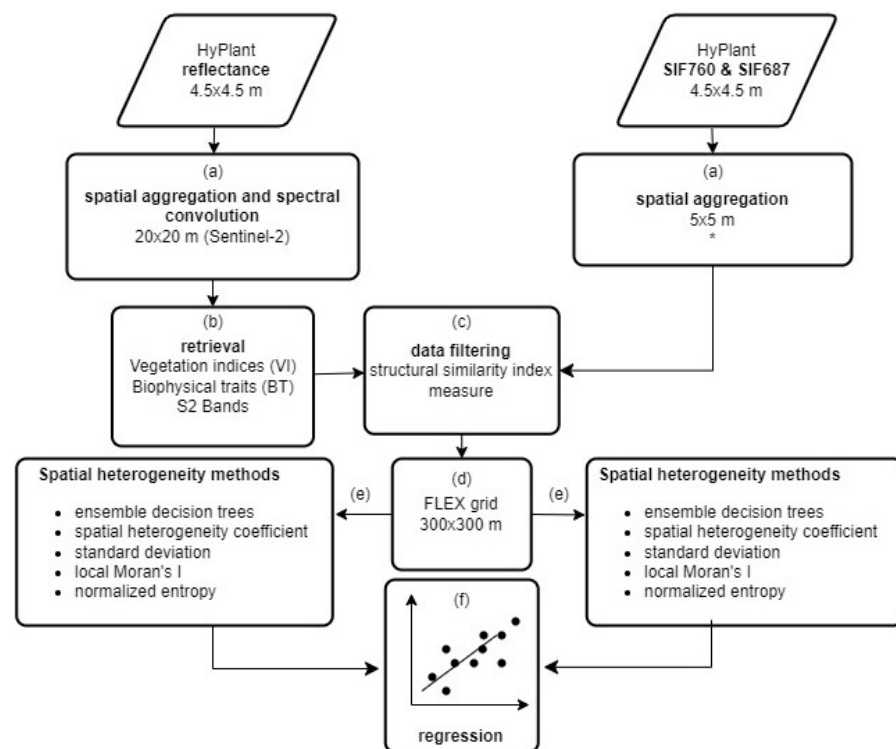 HyPlant
reflectance
4.5x4.5 m
HyPlant
SIF760 & SIF687
4.5x4.5 m
(a)
spatial aggregation and spectral
convolution
20x20 m (Sentinel-2)
(a)
spatial aggregation
5x5 m
*
(b)
retrieval
Vegetation indices (VI)
Biophysical traits (BT)
S2 Bands
(c)
data filtering
structural similarity index
measure
Spatial heterogeneity methods
• ensemble decision trees
• spatial heterogeneity coefficient
• standard deviation
• local Moran's I
• normalized entropy
(e)
(d)
FLEX grid
300x300 m
(e)
Spatial heterogeneity methods
• ensemble decision trees
• spatial heterogeneity coefficient
• standard deviation
• local Moran's I
• normalized entropy
(f)
regression